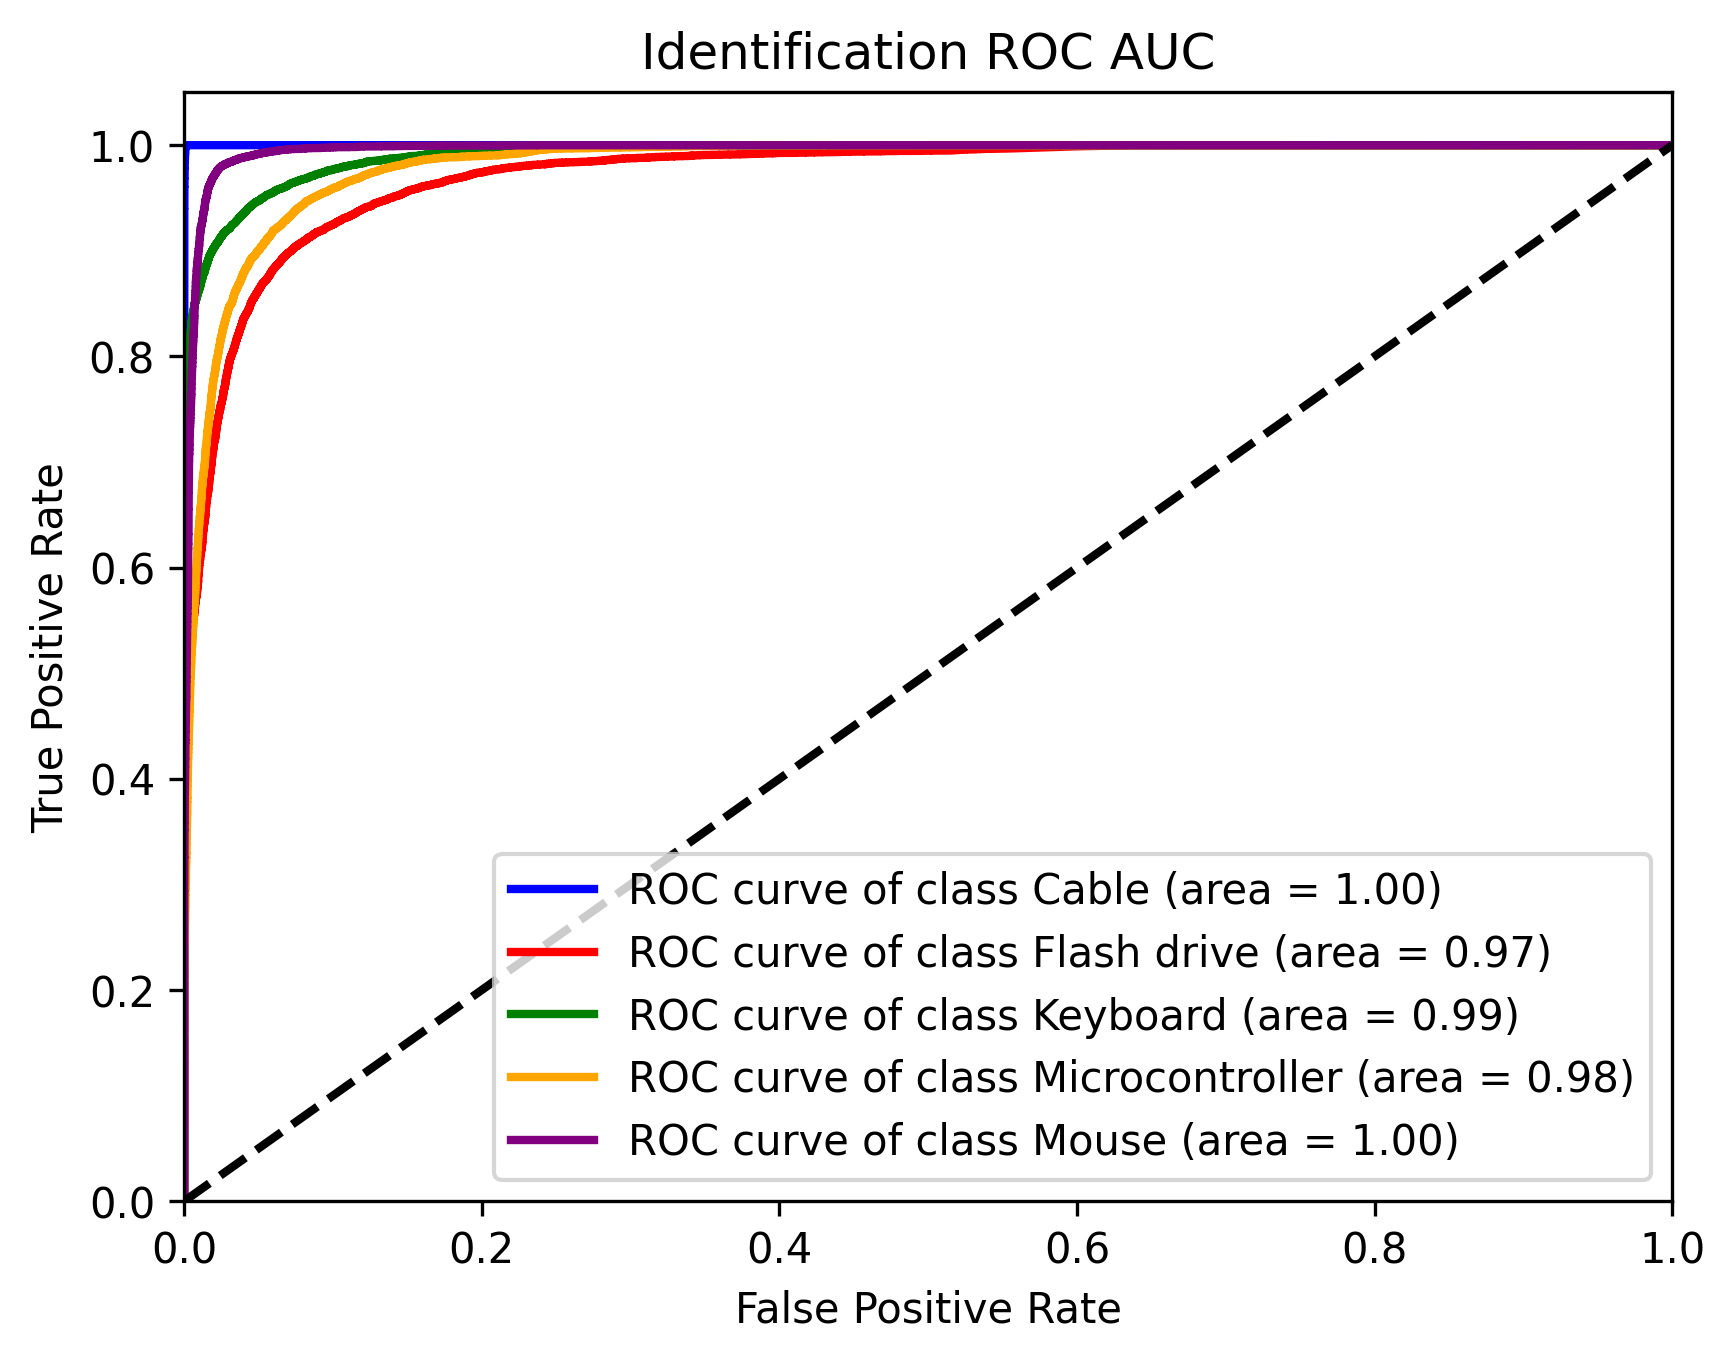 Identification ROC AUC
True Positive Rate
1.0
0.8
0.6
0.4
0.2
0.0
ROC curve of class Cable (area = 1.00)
ROC curve of class Flash drive (area = 0.97)
ROC curve of class Keyboard (area = 0.99)
ROC curve of class Microcontroller (area = 0.98)
ROC curve of class Mouse (area = 1.00)
0.0 0.2 0.4 0.6 0.8 1.0
False Positive Rate